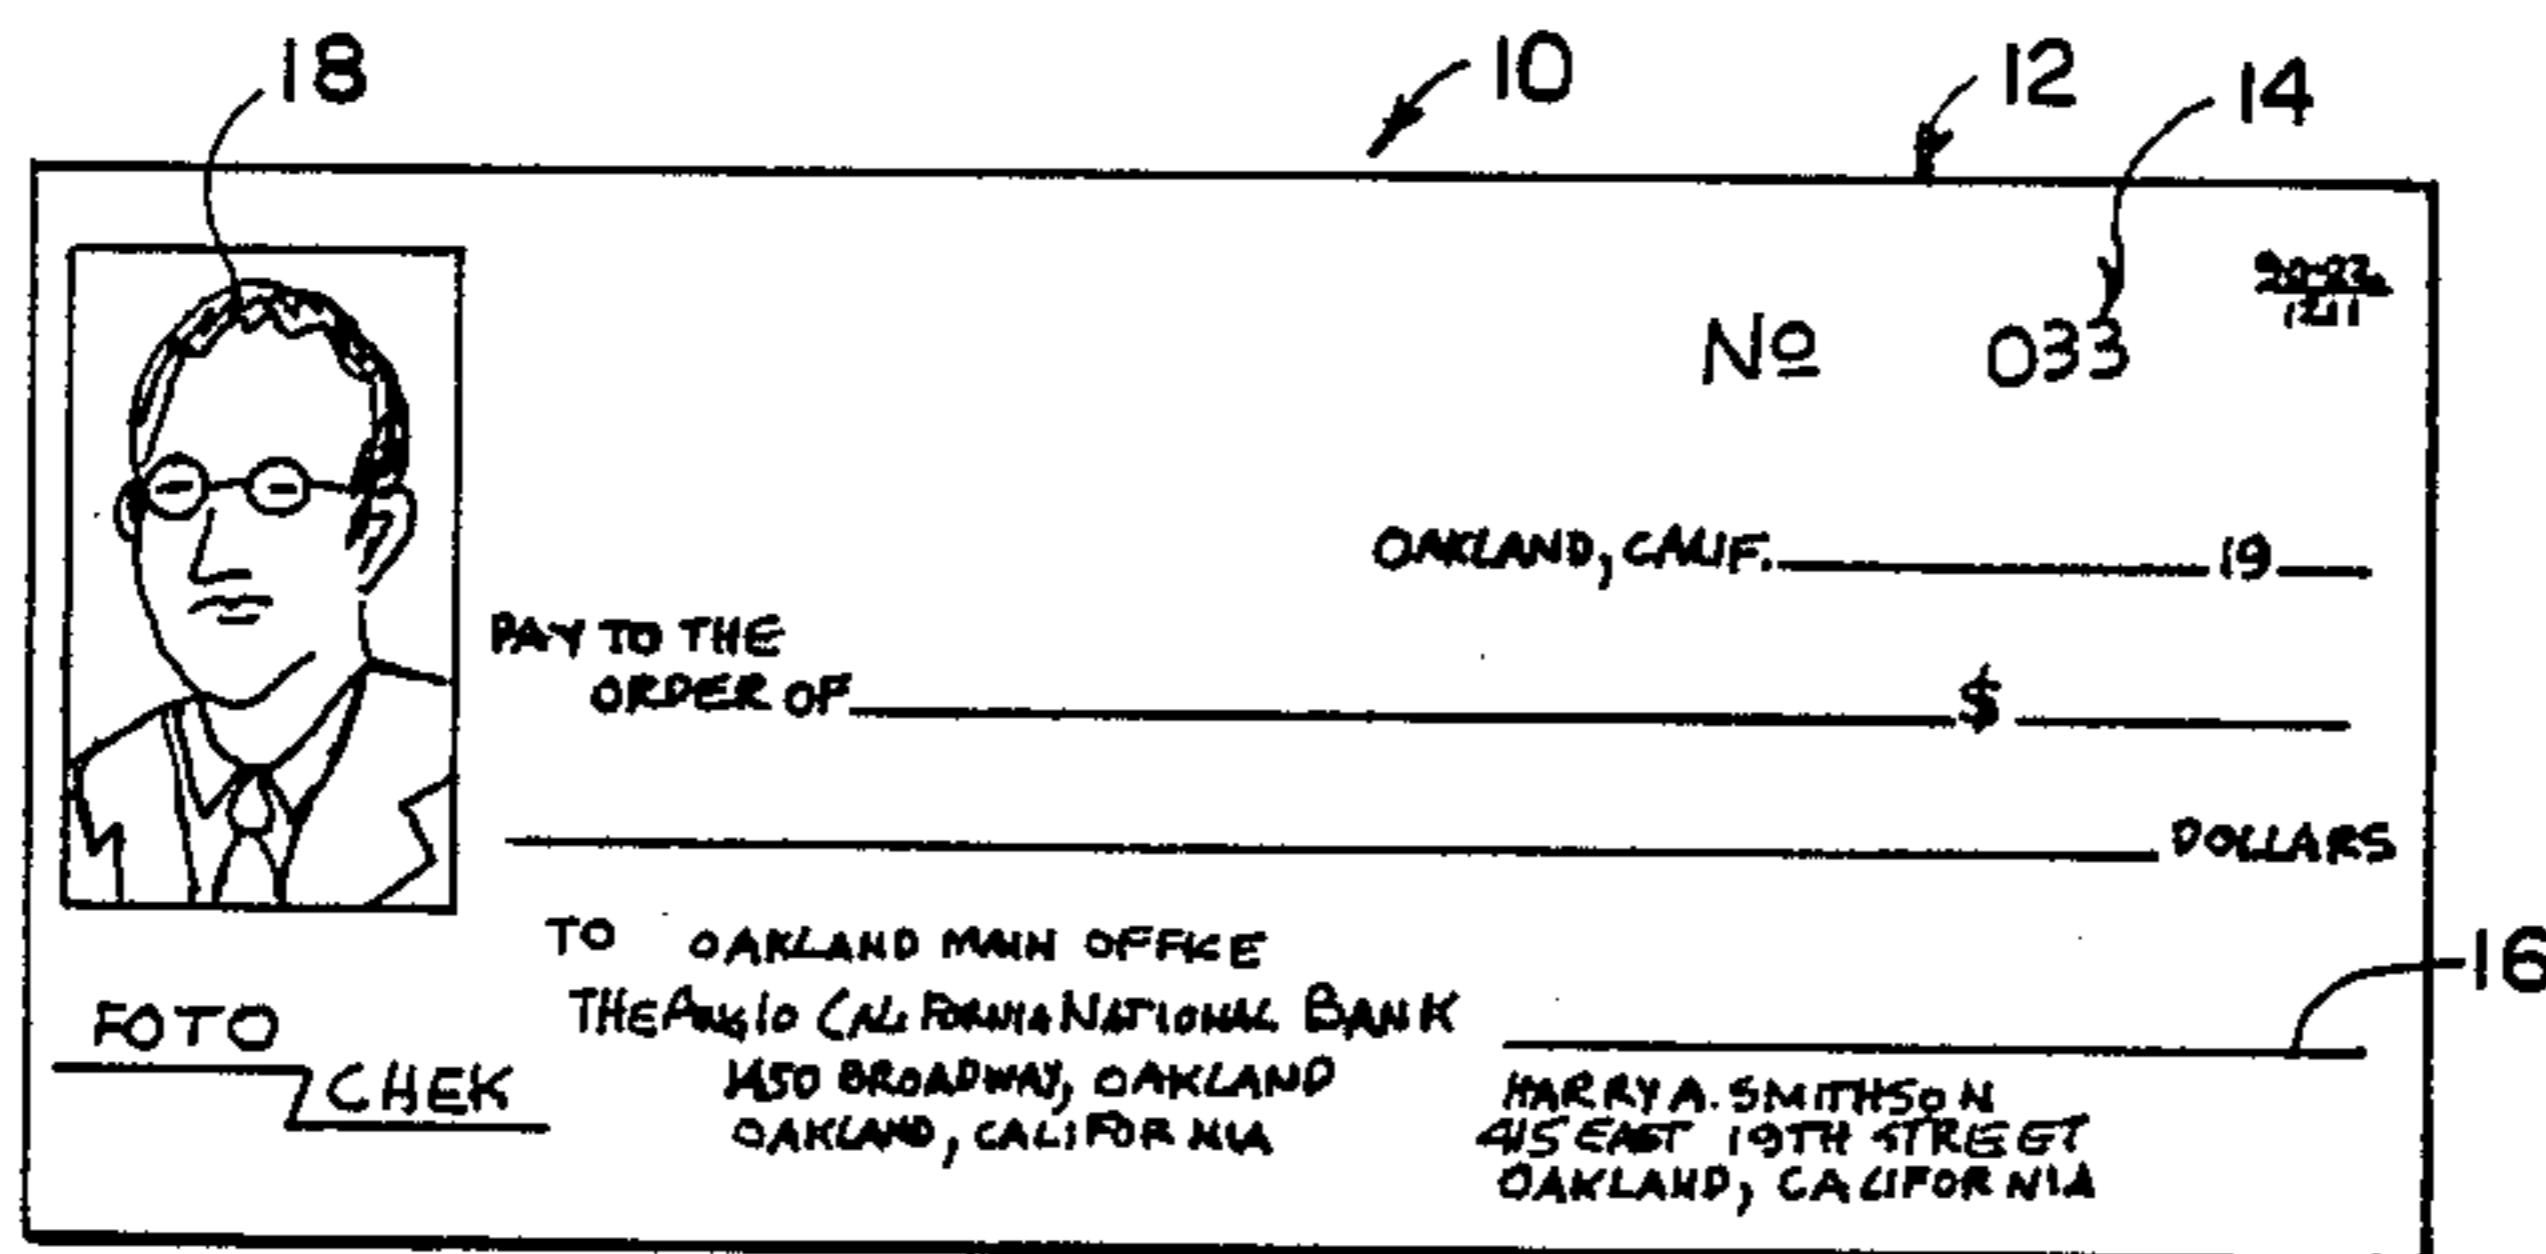 18
10
12
14
No 033
OAKLAND, CALIF. 19
PAY TO THE
ORDER OF $
DOLLARS
TO OAKLAND MAIN OFFICE
THE ANGLO CALIFORNIA NATIONAL BANK
1450 BROADWAY, OAKLAND
OAKLAND, CALIFORNIA
16
FOTO
CHEK
HARRY A. SMITHSON
415 EAST 19TH STREET
OAKLAND, CALIFORNIA